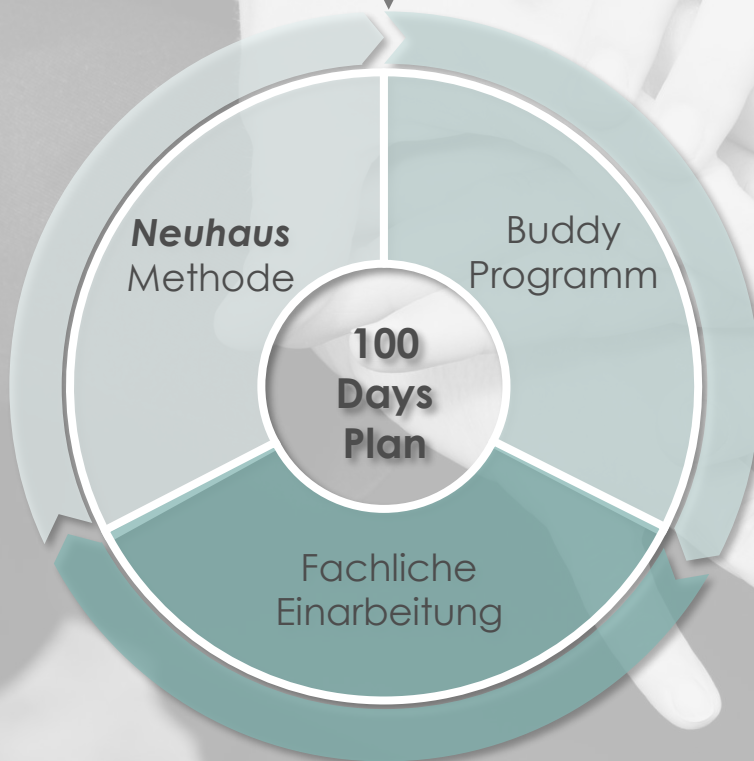 Neuhaus
Methode
Buddy
Programm
100
Days
Plan
Fachliche
Einarbeitung